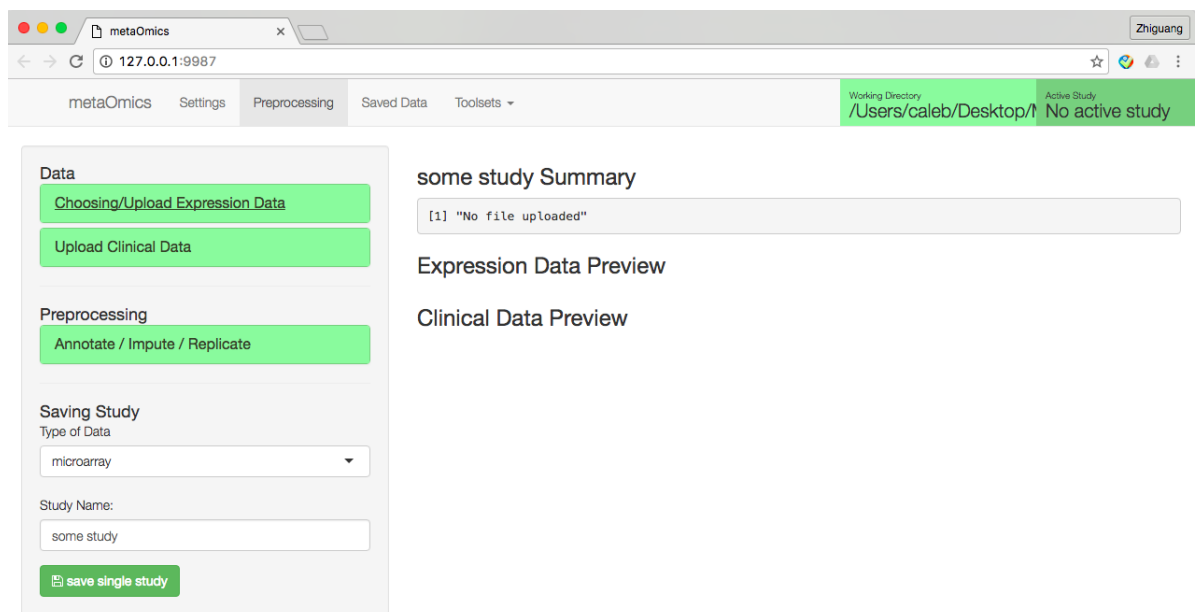 metaOmics
Zhiguang
127.0.0.1:9987
metaOmics Settings Preprocessing Saved Data Toolsets
Working Directory
/Users/caleb/Desktop/
Active Study
No active study
Data
Choosing/Upload Expression Data
Upload Clinical Data
Preprocessing
Annotate / Impute / Replicate
Saving Study
Type of Data
microarray
Study Name:
some study
save single study
some study Summary
[1] "No file uploaded"
Expression Data Preview
Clinical Data Preview